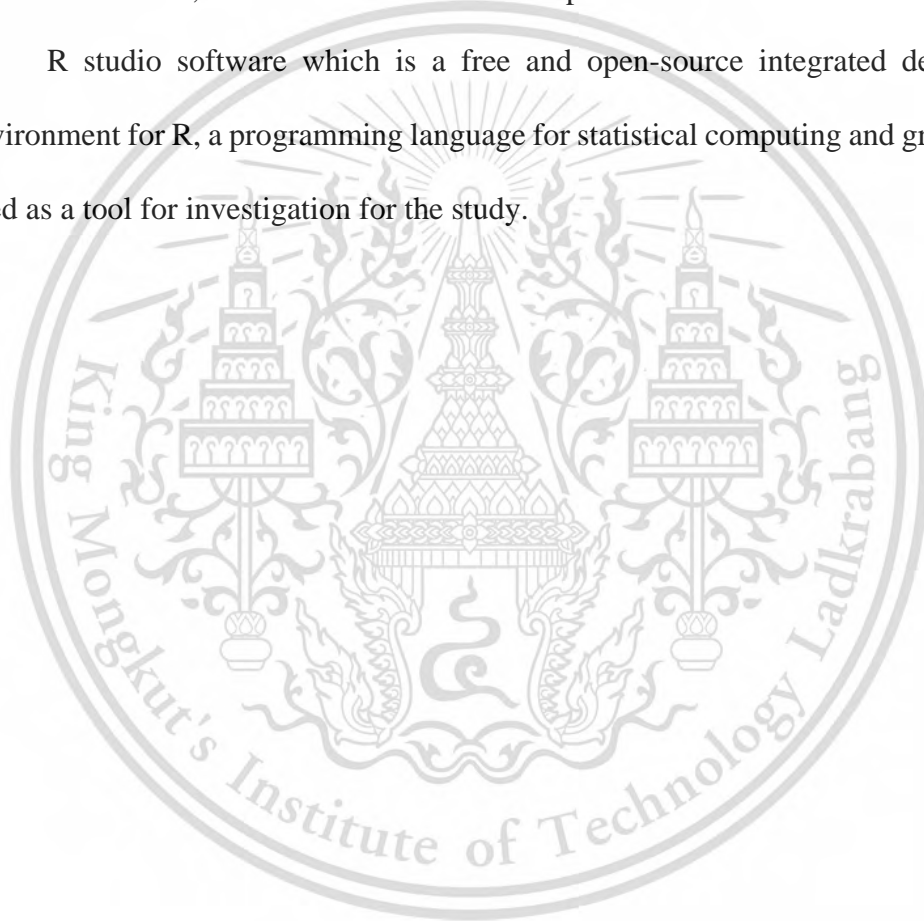 R studio software which is a free and open-source integrated de
vironment for R, a programming language for statistical computing and gr
ed as a tool for investigation for the study.
King Mongkut's Institute of Technology Ladkrabang